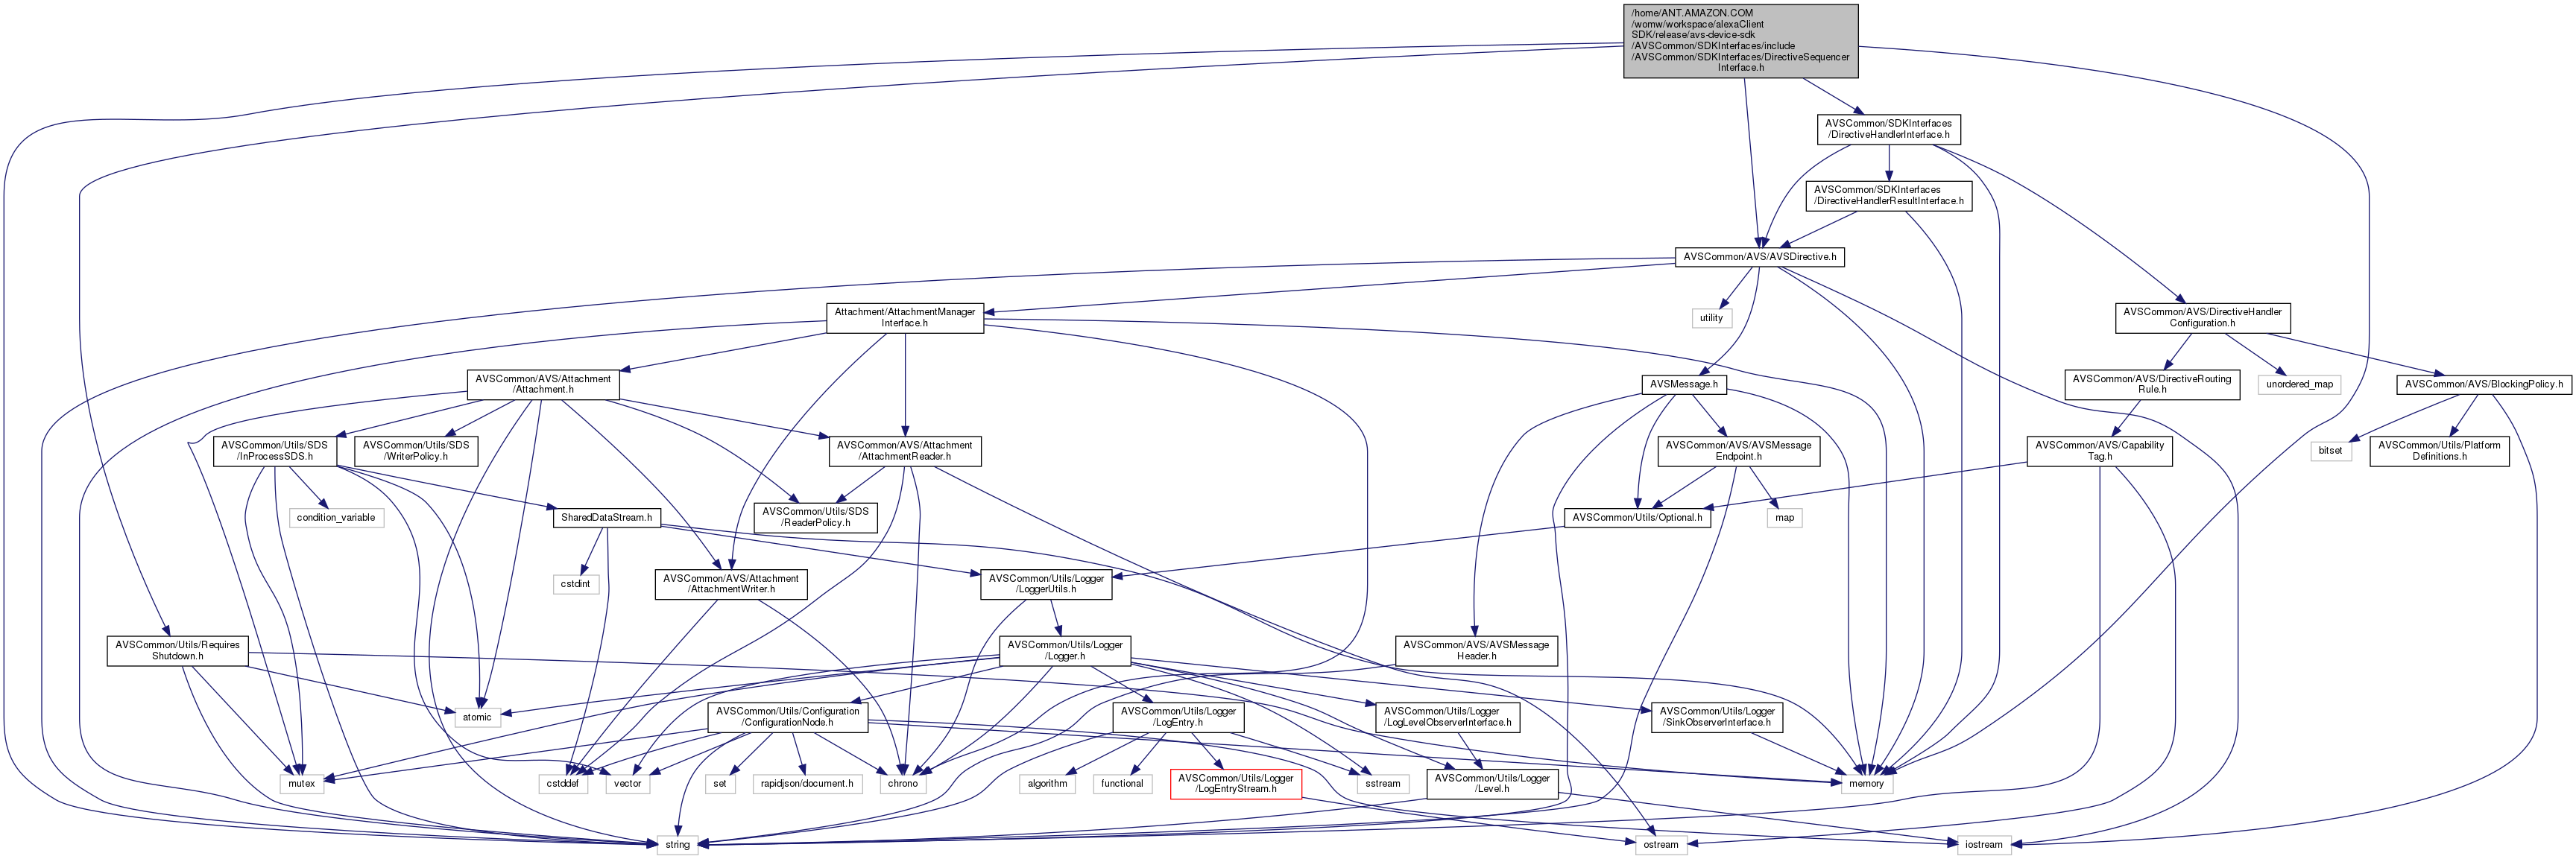 /home/ANT.AMAZON.COM
/womw/workspace/alexaClient
SDK/release/avs-device-sdk
/AVSCommon/SDKInterfaces/include
/AVSCommon/SDKInterfaces/DirectiveSequencer
Interface.h
AVSCommon/SDKInterfaces
/DirectiveHandlerInterface.h
AVSCommon/SDKInterfaces
/DirectiveHandlerResultInterface.h
AVSCommon/AVS/AVSDirective.h
Attachment/AttachmentManager
Interface.h
utility
AVSCommon/AVS/DirectiveHandler
Configuration.h
AVSCommon/AVS/Attachment
/Attachment.h
AVSMessage.h
AVSCommon/AVS/DirectiveRouting
Rule.h
unordered_map
AVSCommon/AVS/BlockingPolicy.h
AVSCommon/Utils/SDS
/InProcessSDS.h
AVSCommon/Utils/SDS
/WriterPolicy.h
AVSCommon/AVS/Attachment
/AttachmentReader.h
AVSCommon/AVS/AVSMessage
Endpoint.h
AVSCommon/AVS/Capability
Tag.h
bitset
AVSCommon/Utils/Platform
Definitions.h
condition_variable
SharedDataStream.h
AVSCommon/Utils/SDS
/ReaderPolicy.h
AVSCommon/Utils/Optional.h
map
cstdint
AVSCommon/AVS/Attachment
/AttachmentWriter.h
AVSCommon/Utils/Logger
/LoggerUtils.h
AVSCommon/Utils/Requires
Shutdown.h
AVSCommon/Utils/Logger
/Logger.h
AVSCommon/AVS/AVSMessage
Header.h
atomic
AVSCommon/Utils/Configuration
/ConfigurationNode.h
AVSCommon/Utils/Logger
/LogEntry.h
AVSCommon/Utils/Logger
/LogLevelObserverInterface.h
AVSCommon/Utils/Logger
/SinkObserverInterface.h
mutex
cstddef
vector
set
rapidjson/document.h
chrono
algorithm
functional
AVSCommon/Utils/Logger
/LogEntryStream.h
sstream
AVSCommon/Utils/Logger
/Level.h
memory
string
ostream
iostream